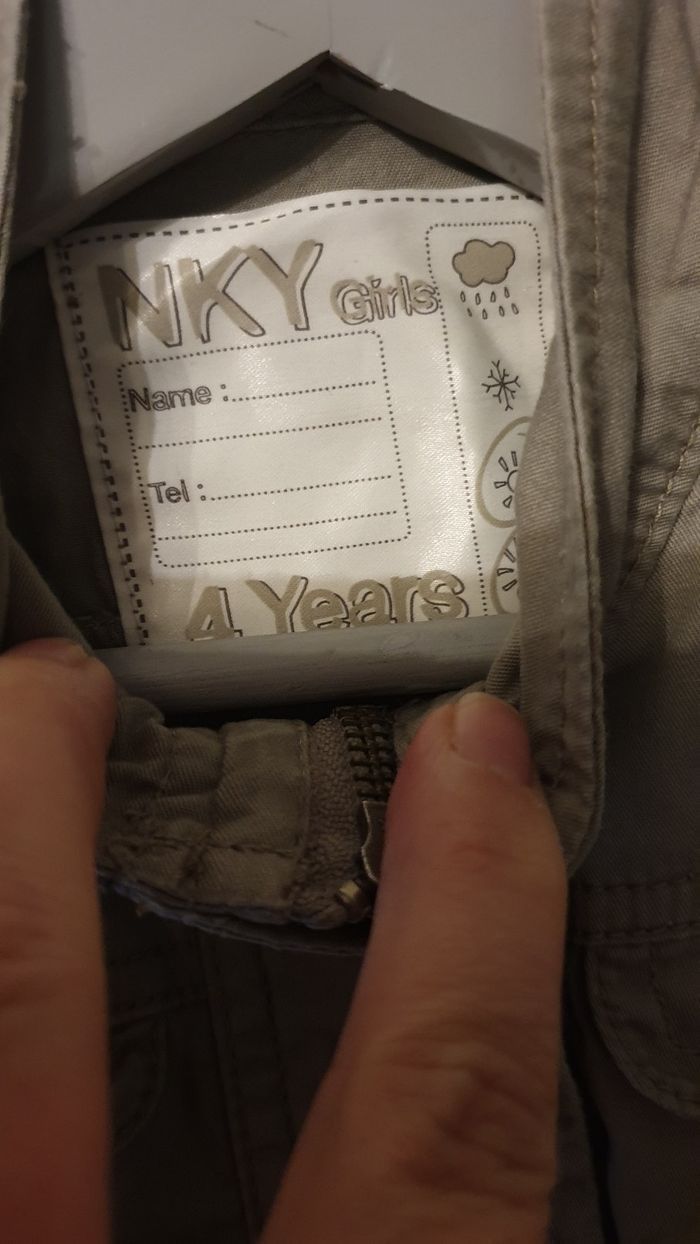 NKY Girls
Name :
Tel :
4 Years